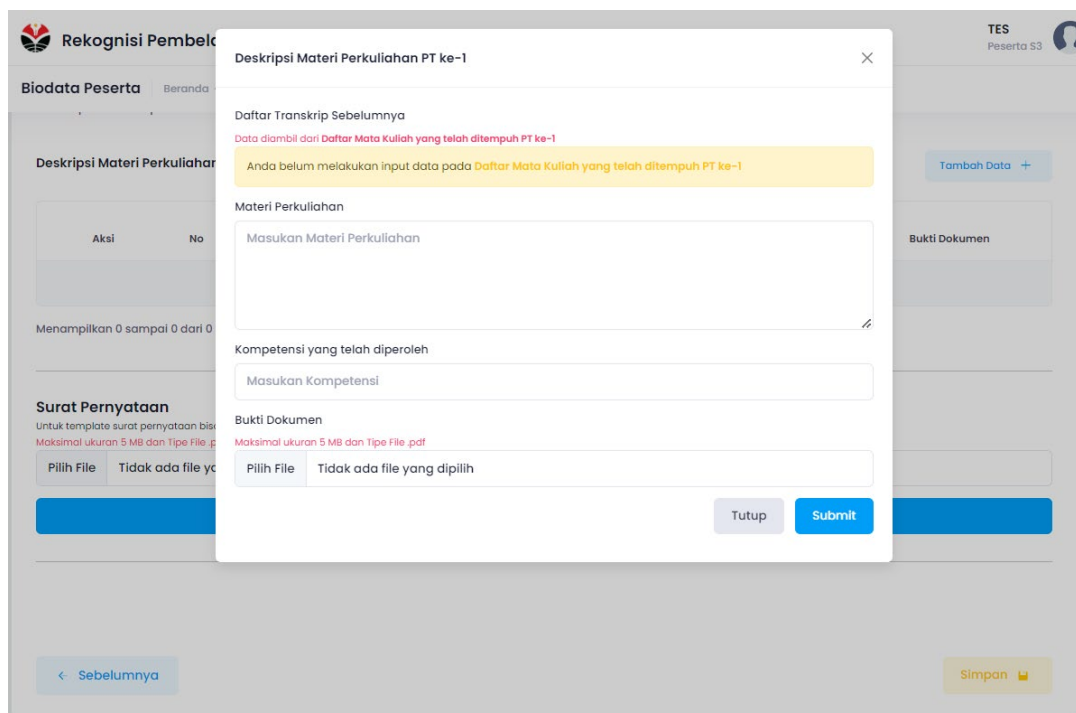 Rekognisi Pembel
TES
Peserta S3
Biodata Peserta
Beranda
Deskripsi Materi Perkuliahan PT ke-1
Daftar Transkrip Sebelumnya
Data diambil dari Daftar Mata Kuliah yang telah ditempuh PT ke-1
Anda belum melakukan input data pada Daftar Mata Kuliah yang telah ditempuh PT ke-1
Deskripsi Materi Perkuliahan
Tambah Data +
Materi Perkuliahan
Masukan Materi Perkuliahan
Aksi
No
Bukti Dokumen
Menampilkan 0 sampai 0 dari 0
Kompetensi yang telah diperoleh
Masukan Kompetensi
Surat Pernyataan
Untuk template surat pernyataan bis
Maksimal ukuran 5 MB dan Tipe File .p
Pilih File
Tidak ada file y
Bukti Dokumen
Maksimal ukuran 5 MB dan Tipe File .pdf
Pilih File
Tidak ada file yang dipilih
Tutup
Submit
← Sebelumnya
Simpan